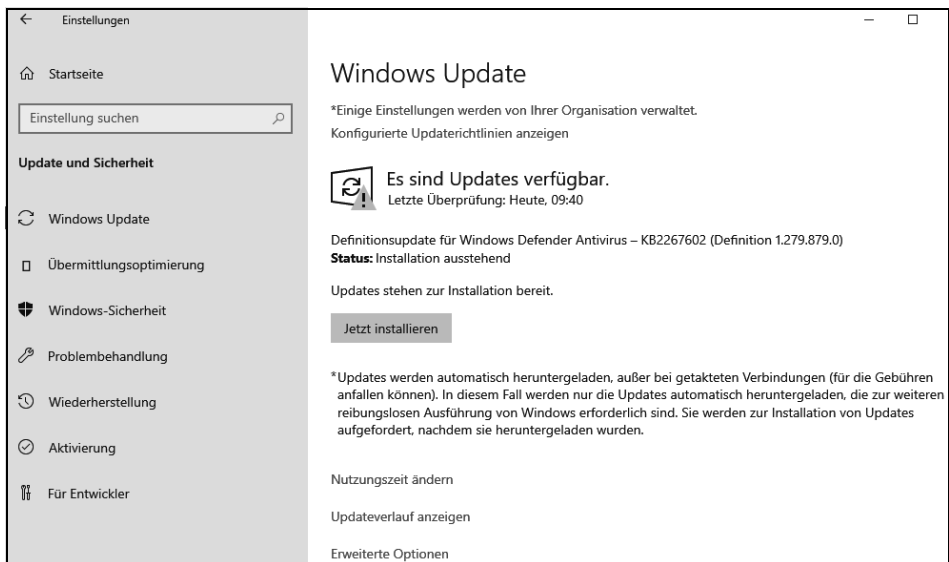 Einstellungen
Startseite
Einstellung suchen
Update und Sicherheit
Windows Update
Übermittlungsoptimierung
Windows-Sicherheit
Problembehandlung
Wiederherstellung
Aktivierung
Für Entwickler
Windows Update
*Einige Einstellungen werden von Ihrer Organisation verwaltet.
Konfigurierte Updaterichtlinien anzeigen
Es sind Updates verfügbar.
Letzte Überprüfung: Heute, 09:40
Definitionsupdate für Windows Defender Antivirus – KB2267602 (Definition 1.279.879.0)
Status: Installation ausstehend
Updates stehen zur Installation bereit.
Jetzt installieren
*Updates werden automatisch heruntergeladen, außer bei getakteten Verbindungen (für die Gebühren
anfallen können). In diesem Fall werden nur die Updates automatisch heruntergeladen, die zur weiteren
reibungslosen Ausführung von Windows erforderlich sind. Sie werden zur Installation von Updates
aufgefordert, nachdem sie heruntergeladen wurden.
Nutzungszeit ändern
Updateverlauf anzeigen
Erweiterte Optionen